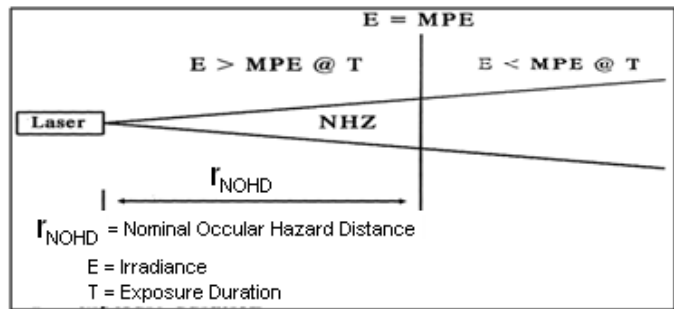 E = MPE
E > MPE @ T
E < MPE @ T
Laser
NHZ
rNOHD
rNOHD = Nominal Occular Hazard Distance
E = Irradiance
T = Exposure Duration